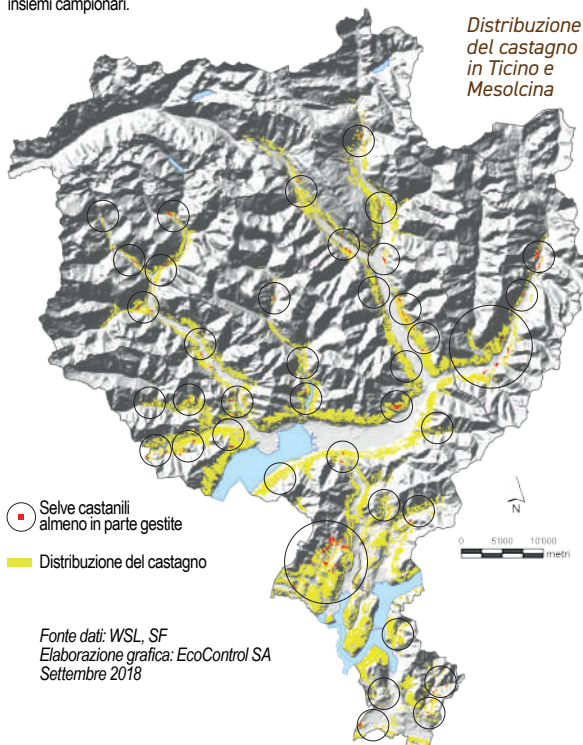 insiemi campionari.
Distribuzione
del castagno
in Ticino e
Mesolcina
Selve castanili
almeno in parte gestite
Distribuzione del castagno
N
0 5'000 10'000
metri
Fonte dati: WSL, SF
Elaborazione grafica: EcoControl SA
Settembre 2018